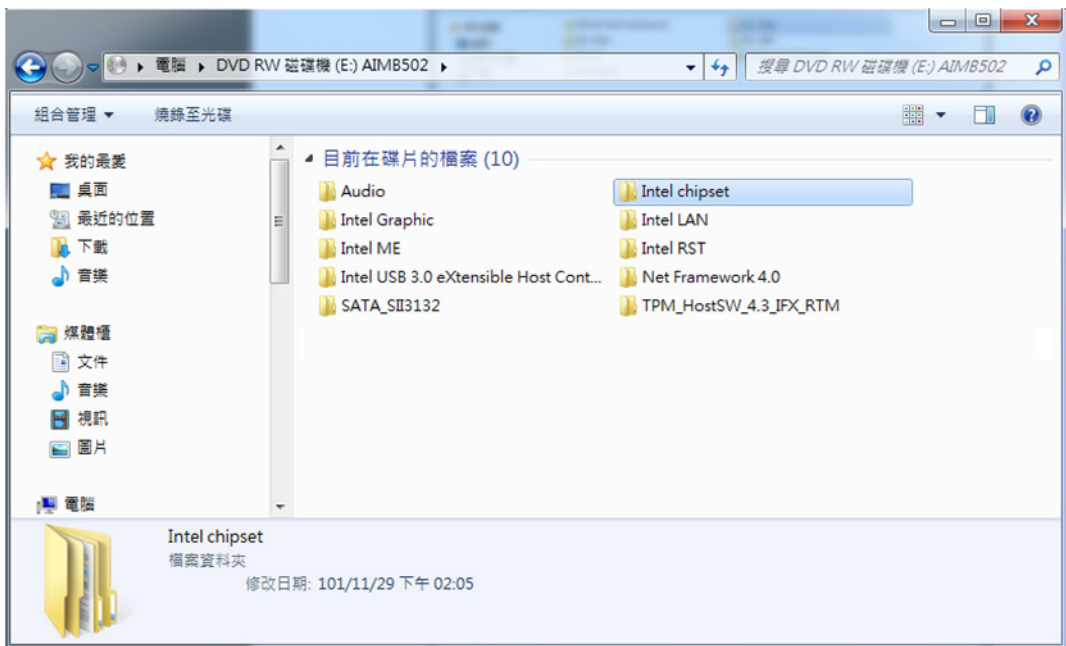 電腦 ▸ DVD RW 磁碟機 (E:) AIMB502 ▸
搜尋 DVD RW 磁碟機 (E:) AIMB502
組合管理 ▼ 燒錄至光碟
我的最愛
桌面
最近的位置
下載
音樂
媒體櫃
文件
音樂
視訊
圖片
電腦
目前在碟片的檔案 (10)
Audio
Intel chipset
Intel Graphic
Intel LAN
Intel ME
Intel RST
Intel USB 3.0 eXtensible Host Cont...
Net Framework 4.0
SATA_SII3132
TPM_HostSW_4.3_IFX_RTM
Intel chipset
檔案資料夾
修改日期: 101/11/29 下午 02:05